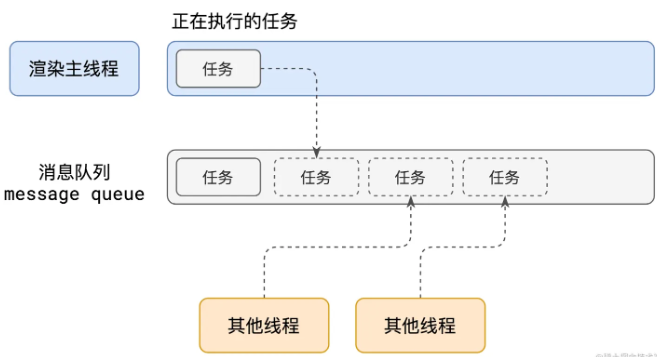 正在执行的任务
渲染主线程
任务
消息队列
message queue
任务
任务
任务
任务
其他线程
其他线程